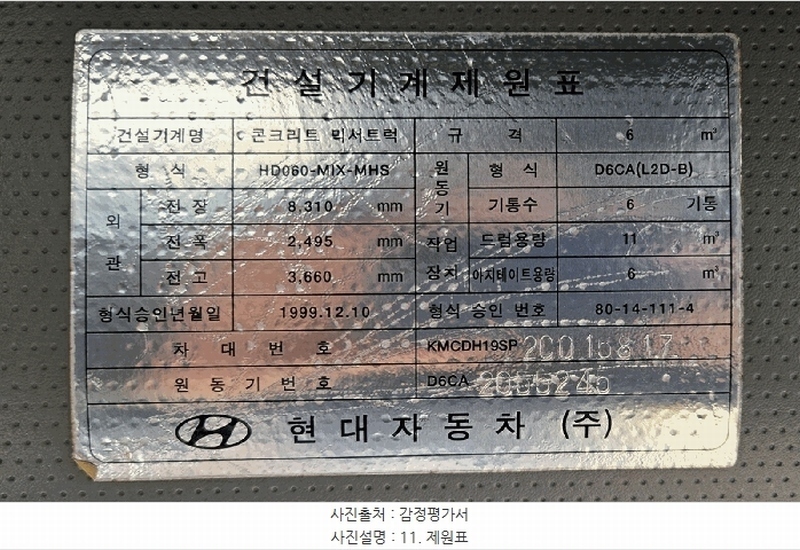 건설기계제원표
건설기계명 콘크리트 믹서트럭 규격 6 m³
형식 HD060-MIX-MHS 원동기 형식 D6CA(L2D-B)
외관 전장 8,310 mm 기통수 6 기통
전폭 2,495 mm 작업장치 드럼용량 11 m³
전고 3,660 mm 아지테이트용량 6 m³
형식승인년월일 1999.12.10 형식 승인 번호 80-14-111-4
차대번호 KMCDH19SP
원동기번호 D6CA
현대자동차 (주)
사진출처 : 감정평가서
사진설명 : 11. 제원표